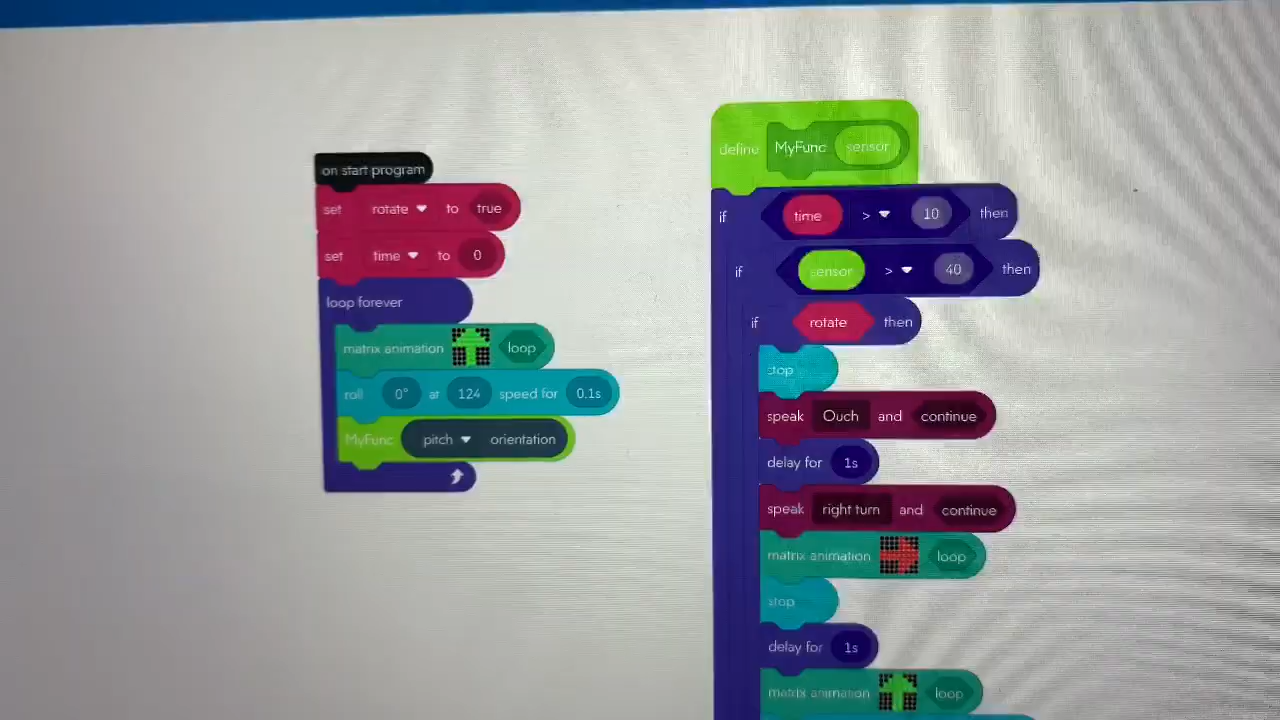 on start program
set rotate to true
set time to 0
loop forever
matrix animation loop
roll 0° at 124 speed for 0.1s
MyFunc pitch orientation
define MyFunc sensor
if time > 10 then
if sensor > 40 then
if rotate then
stop
speak Ouch and continue
delay for 1s
speak right turn and continue
matrix animation loop
stop
delay for 1s
matrix animation loop